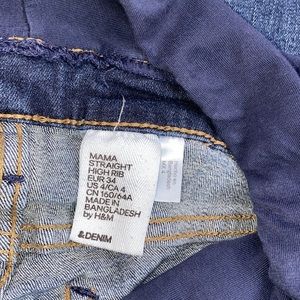 MAMA
STRAIGHT
HIGH RIB
EUR 34
US 4/CA 4
CN 160/64A
MADE IN
BANGLADESH
by H&M
&DENIM